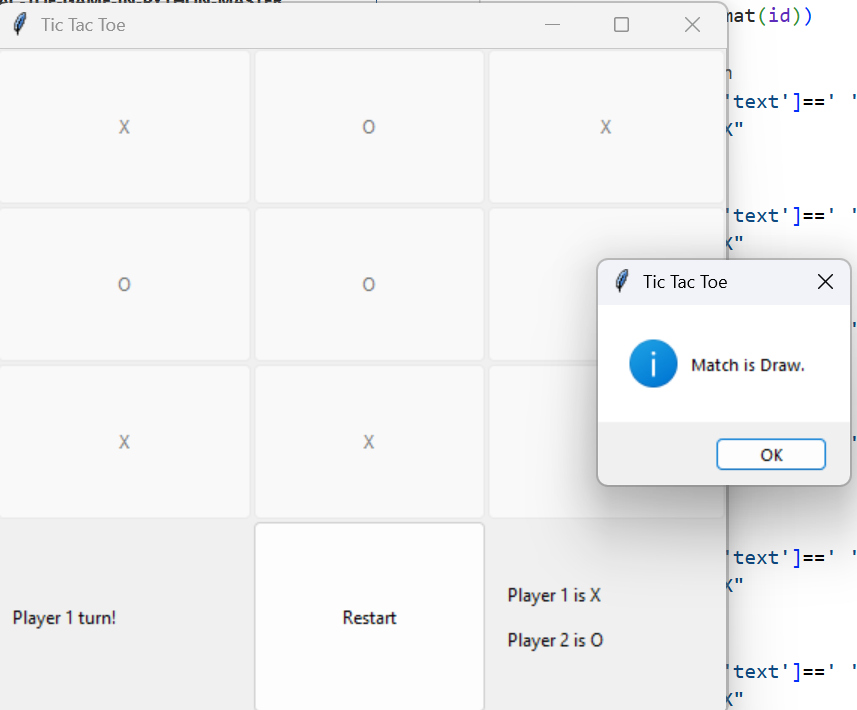 Tic Tac Toe
mat(id))
X O X
'text']==' '
X"
'text']==' '
X"
O O
Tic Tac Toe
Match is Draw.
OK
X X
'text']==' '
X"
Player 1 turn!
Restart
Player 1 is X
Player 2 is O
'text']==' '
X"